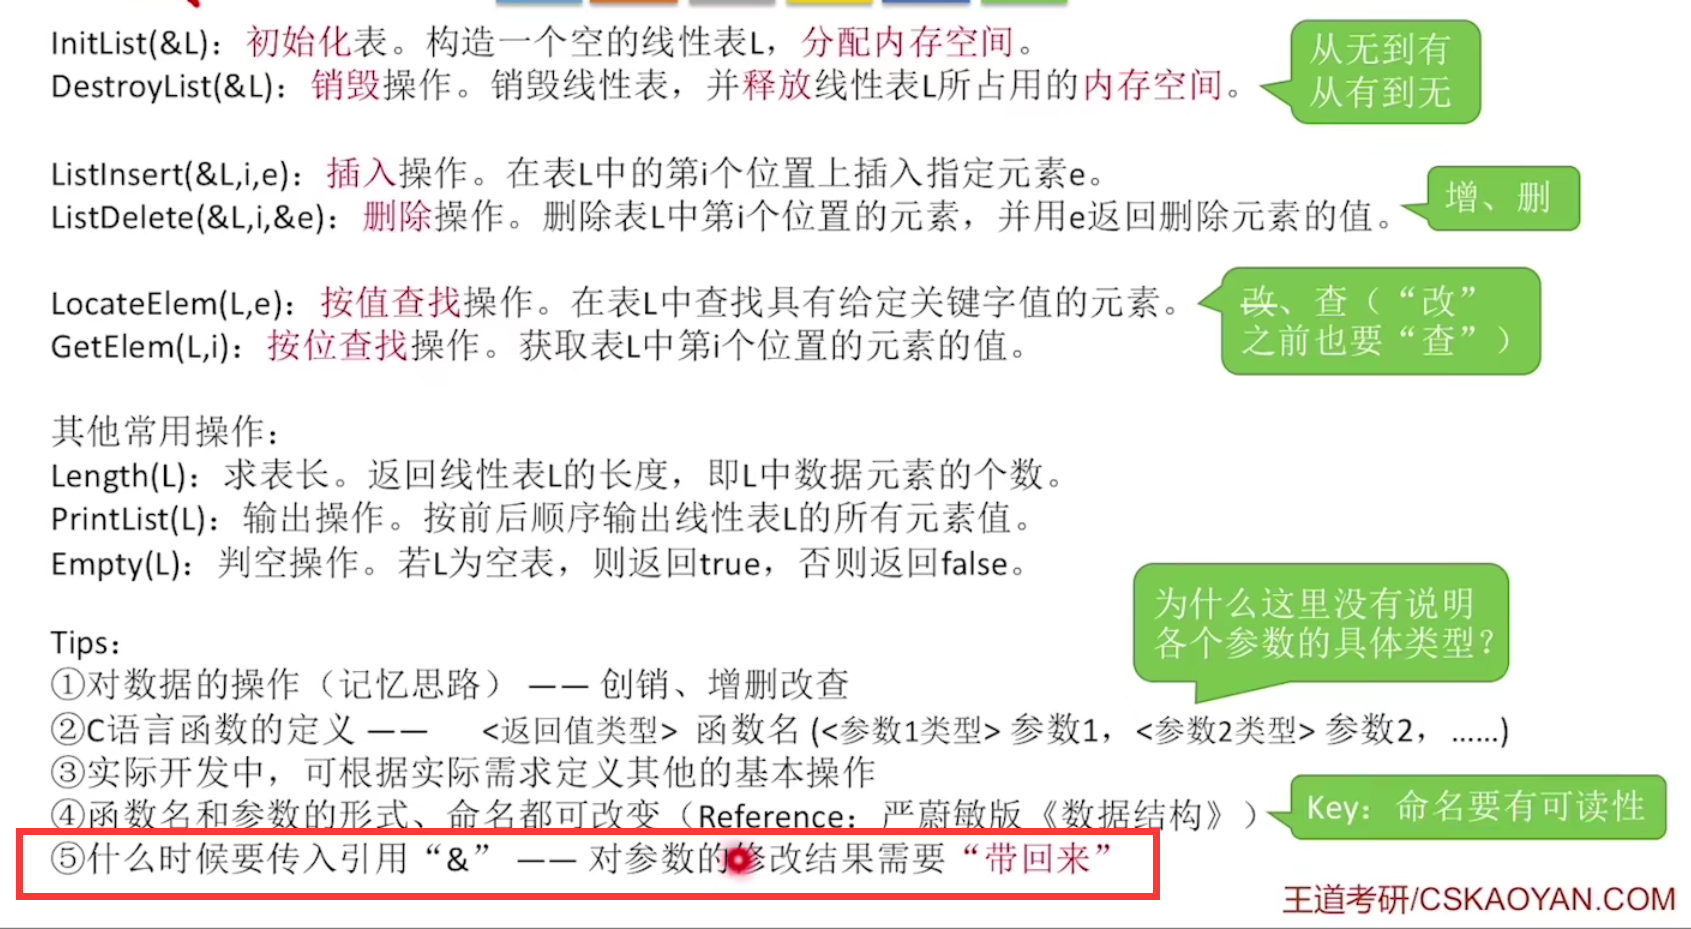 InitList(&L)：初始化表。构造一个空的线性表L，分配内存空间。
DestroyList(&L)：销毁操作。销毁线性表，并释放线性表L所占用的内存空间。
从无到有
从有到无
ListInsert(&L,i,e)：插入操作。在表L中的第i个位置上插入指定元素e。
ListDelete(&L,i,&e)：删除操作。删除表L中第i个位置的元素，并用e返回删除元素的值。
增、删
LocateElem(L,e)：按值查找操作。在表L中查找具有给定关键字值的元素。
GetElem(L,i)：按位查找操作。获取表L中第i个位置的元素的值。
改、查（“改”
之前也要“查”）
其他常用操作：
Length(L)：求表长。返回线性表L的长度，即L中数据元素的个数。
PrintList(L)：输出操作。按前后顺序输出线性表L的所有元素值。
Empty(L)：判空操作。若L为空表，则返回true，否则返回false。
为什么这里没有说明
各个参数的具体类型？
Tips：
①对数据的操作（记忆思路） —— 创销、增删改查
②C语言函数的定义 —— <返回值类型> 函数名 (<参数1类型> 参数1，<参数2类型> 参数2，……)
③实际开发中，可根据实际需求定义其他的基本操作
④函数名和参数的形式、命名都可改变（Reference：严蔚敏版《数据结构》）
Key：命名要有可读性
⑤什么时候要传入引用“&” —— 对参数的修改结果需要“带回来”
王道考研/CSKAOYAN.COM